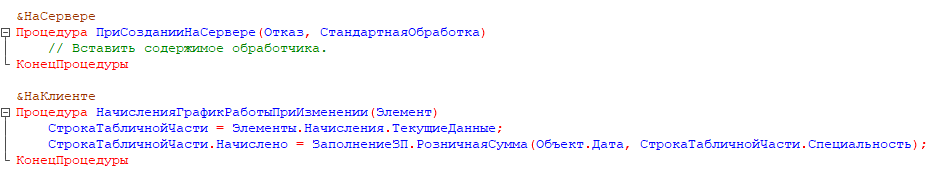 &НаСервере
Процедура ПриСозданииНаСервере(Отказ, СтандартнаяОбработка)
// Вставить содержимое обработчика.
КонецПроцедуры
&НаКлиенте
Процедура НачисленияГрафикРаботыПриИзменении(Элемент)
СтрокаТабличнойЧасти = Элементы.Начисления.ТекущиеДанные;
СтрокаТабличнойЧасти.Начислено = ЗаполнениеЗП.РозничнаяСумма(Объект.Дата, СтрокаТабличнойЧасти.Специальность);
КонецПроцедуры